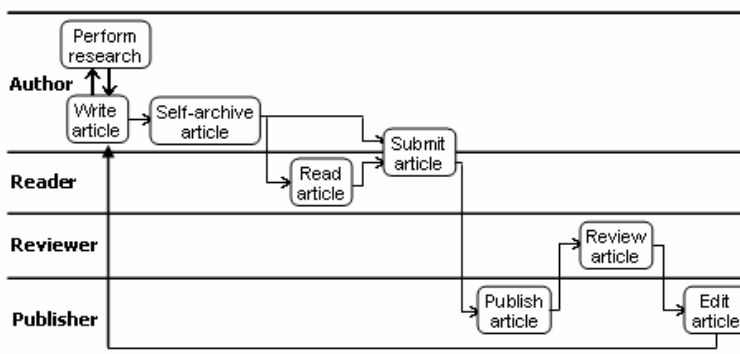 Perform
research
Author
Write
article
Self-archive
article
Submit
article
Reader
Read
article
Reviewer
Review
article
Publisher
Publish
article
Edit
article